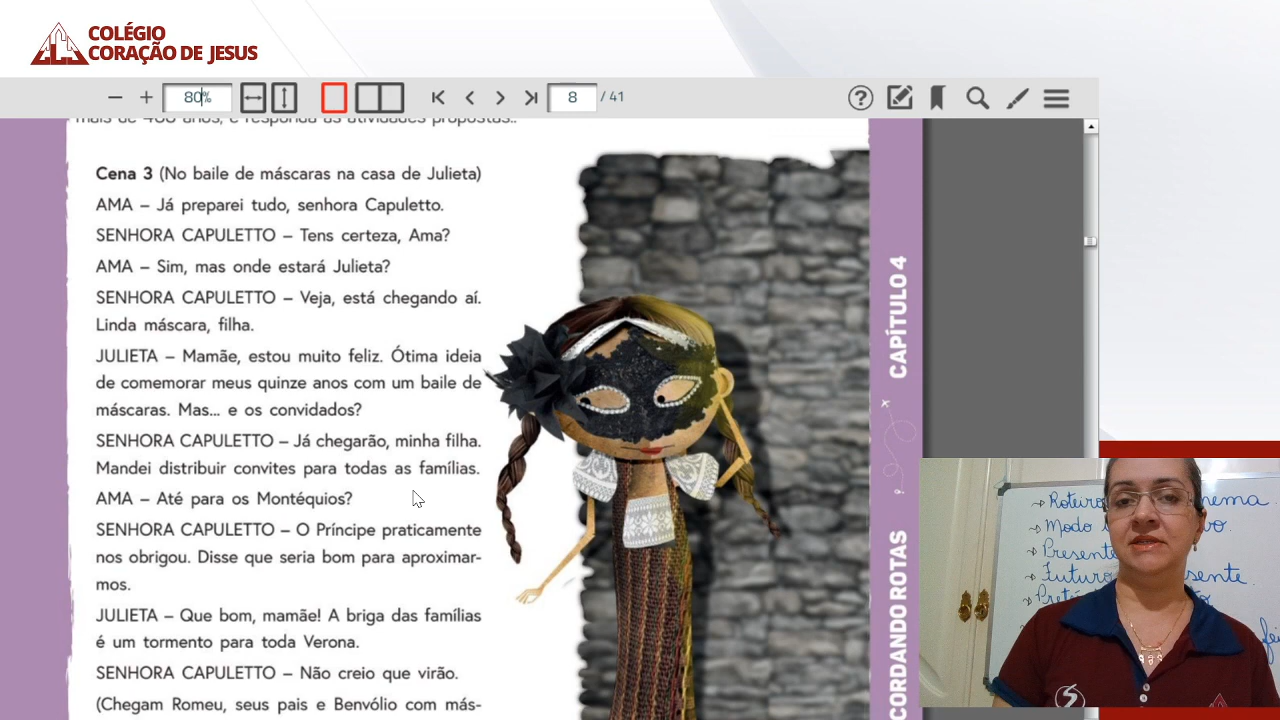 COLÉGIO
CORAÇÃO DE JESUS
80%
8 / 41
mais de 400 anos, e responda às atividades propostas..
Cena 3 (No baile de máscaras na casa de Julieta)
AMA – Já preparei tudo, senhora Capuletto.
SENHORA CAPULETTO – Tens certeza, Ama?
AMA – Sim, mas onde estará Julieta?
SENHORA CAPULETTO – Veja, está chegando aí.
Linda máscara, filha.
JULIETA – Mamãe, estou muito feliz. Ótima ideia
de comemorar meus quinze anos com um baile de
máscaras. Mas... e os convidados?
SENHORA CAPULETTO – Já chegarão, minha filha.
Mandei distribuir convites para todas as famílias.
AMA – Até para os Montéquios?
SENHORA CAPULETTO – O Príncipe praticamente
nos obrigou. Disse que seria bom para aproximar-
mos.
JULIETA – Que bom, mamãe! A briga das famílias
é um tormento para toda Verona.
SENHORA CAPULETTO – Não creio que virão.
(Chegam Romeu, seus pais e Benvólio com más-
CAPÍTULO 4
CORDANDO ROTAS
→ Roteiro
→ Modo
→ Presente
→ Futuro